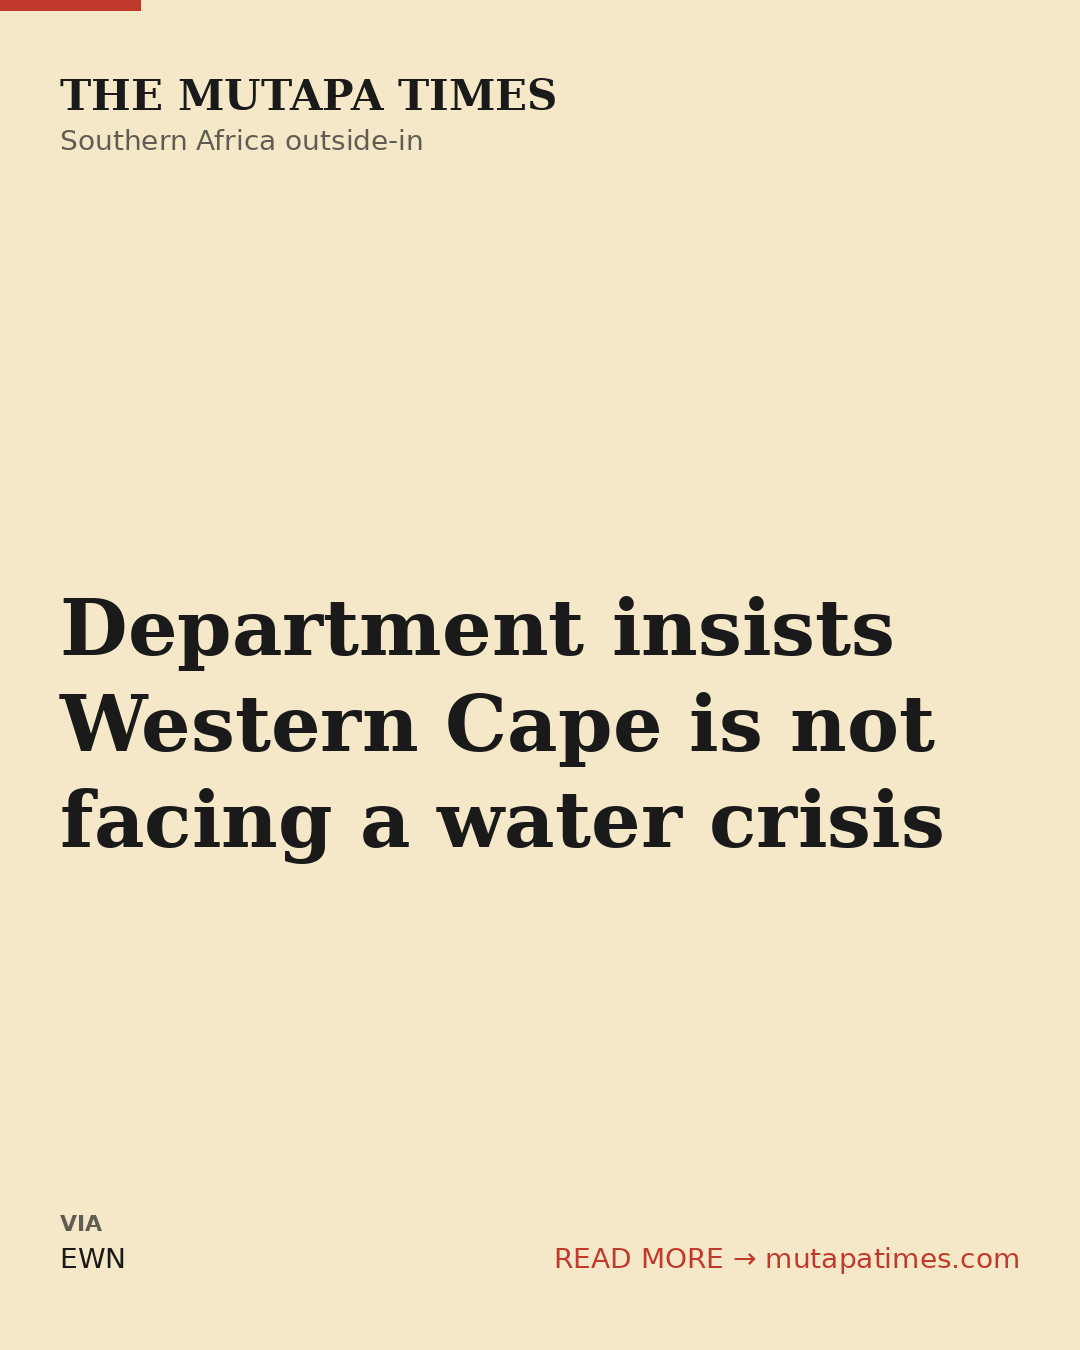 THE MUTAPA TIMES
Southern Africa outside-in
Department insists
Western Cape is not
facing a water crisis
VIA
EWN
READ MORE → mutapatimes.com